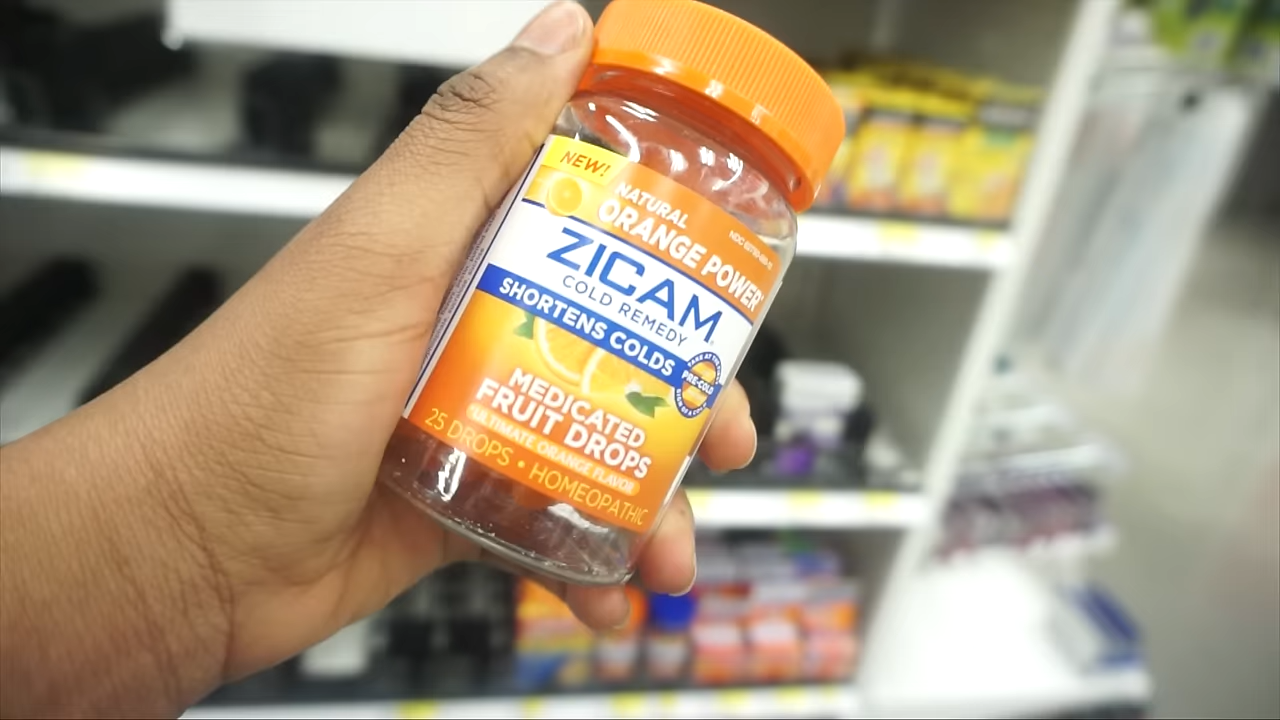 NEW!
NATURAL
ORANGE POWER
ZICAM
COLD REMEDY
SHORTENS COLDS
PRE-COLD
MEDICATED
FRUIT DROPS
ULTIMATE ORANGE FLAVOR
25 DROPS • HOMEOPATHIC